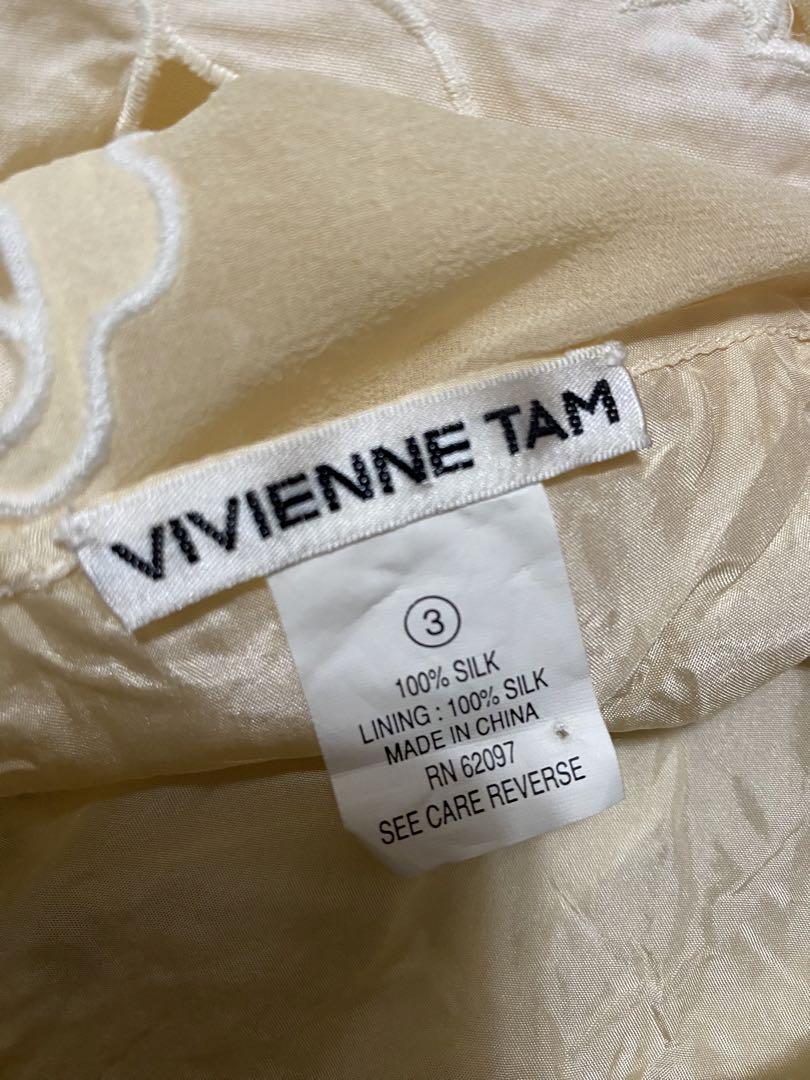 VIVIENNE TAM
3
100% SILK
LINING : 100% SILK
MADE IN CHINA
RN 62097
SEE CARE REVERSE